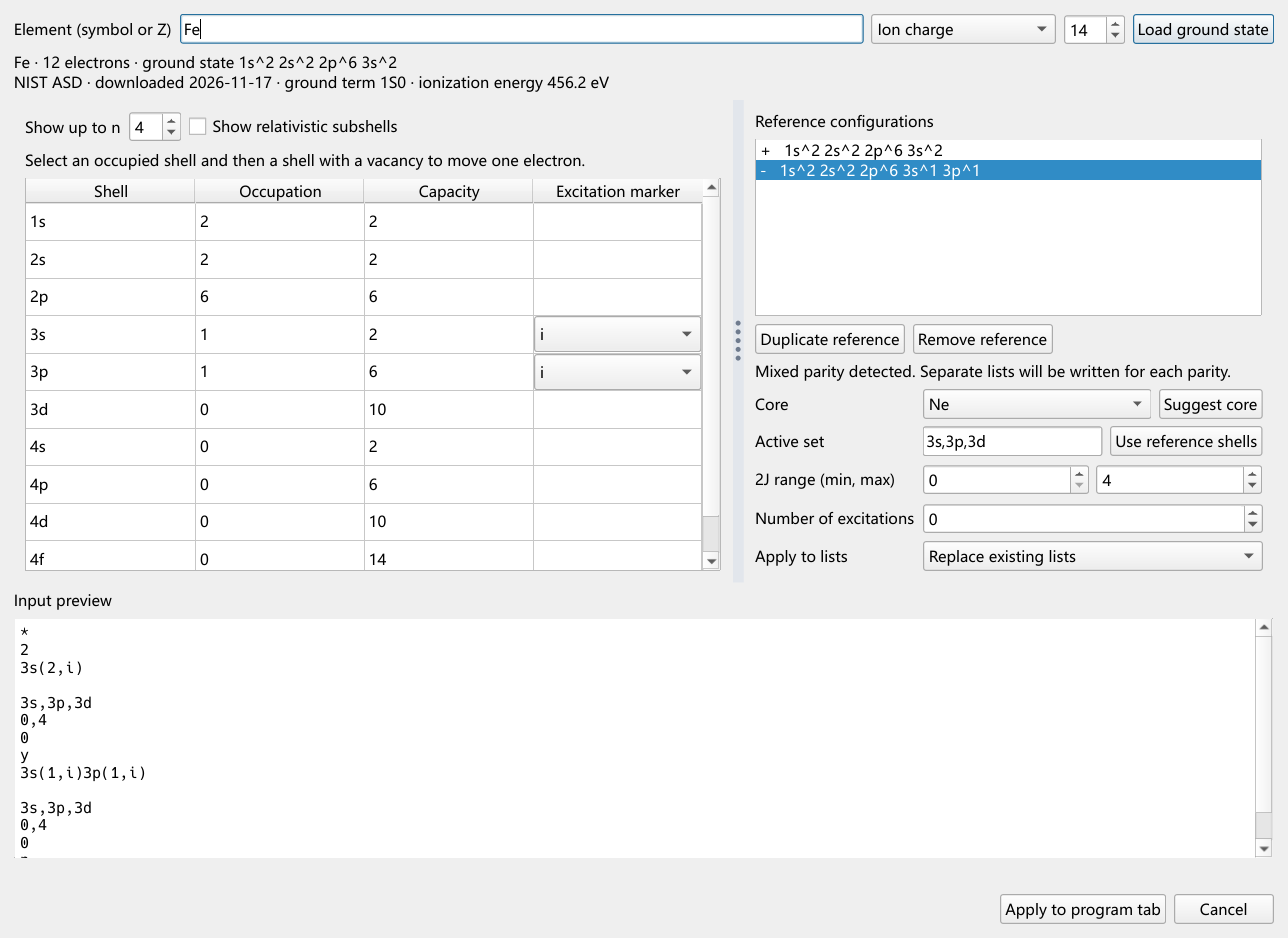 Element (symbol or Z) Fe Ion charge 14 Load ground state
Fe · 12 electrons · ground state 1s^2 2s^2 2p^6 3s^2
NIST ASD · downloaded 2026-11-17 · ground term 1S0 · ionization energy 456.2 eV
Show up to n 4 Show relativistic subshells
Select an occupied shell and then a shell with a vacancy to move one electron.
Shell Occupation Capacity Excitation marker
1s 2 2
2s 2 2
2p 6 6
3s 1 2 i
3p 1 6 i
3d 0 10
4s 0 2
4p 0 6
4d 0 10
4f 0 14
Reference configurations
+ 1s^2 2s^2 2p^6 3s^2
- 1s^2 2s^2 2p^6 3s^1 3p^1
Duplicate reference Remove reference
Mixed parity detected. Separate lists will be written for each parity.
Core Ne Suggest core
Active set 3s,3p,3d Use reference shells
2J range (min, max) 0 4
Number of excitations 0
Apply to lists Replace existing lists
Input preview
*
2
3s(2,i)
3s,3p,3d
0,4
0
y
3s(1,i)3p(1,i)
3s,3p,3d
0,4
0
Apply to program tab Cancel